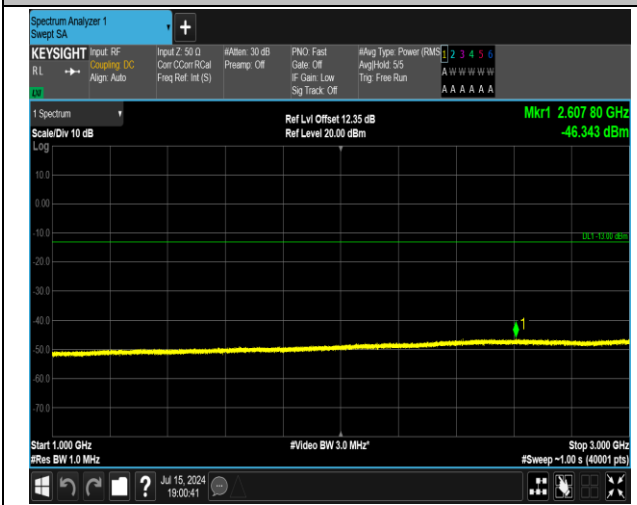 Spectrum Analyzer 1
Swept SA
+
KEYSIGHT Input: RF Input Z: 50 Ω #Atten: 30 dB PNO: Fast #Avg Type: Power (RMS 1 2 3 4 5 6
RL Coupling: DC Corr CCorr RCal Preamp: Off Gate: Off Avg|Hold: 5/5 A W W W W W
Align: Auto Freq Ref: Int (S) IF Gain: Low Trig: Free Run
Sig Track: Off A A A A A A
1 Spectrum Ref Lvl Offset 12.35 dB Mkr1 2.607 80 GHz
Scale/Div 10 dB Ref Level 20.00 dBm -46.343 dBm
Log
10.0
0.00
-10.0
DL1 -13.00 dBm
-20.0
-30.0
-40.0
1
-50.0
-60.0
-70.0
Start 1.000 GHz #Video BW 3.0 MHz* Stop 3.000 GHz
#Res BW 1.0 MHz #Sweep ~1.00 s (40001 pts)
? Jul 15, 2024
19:00:41